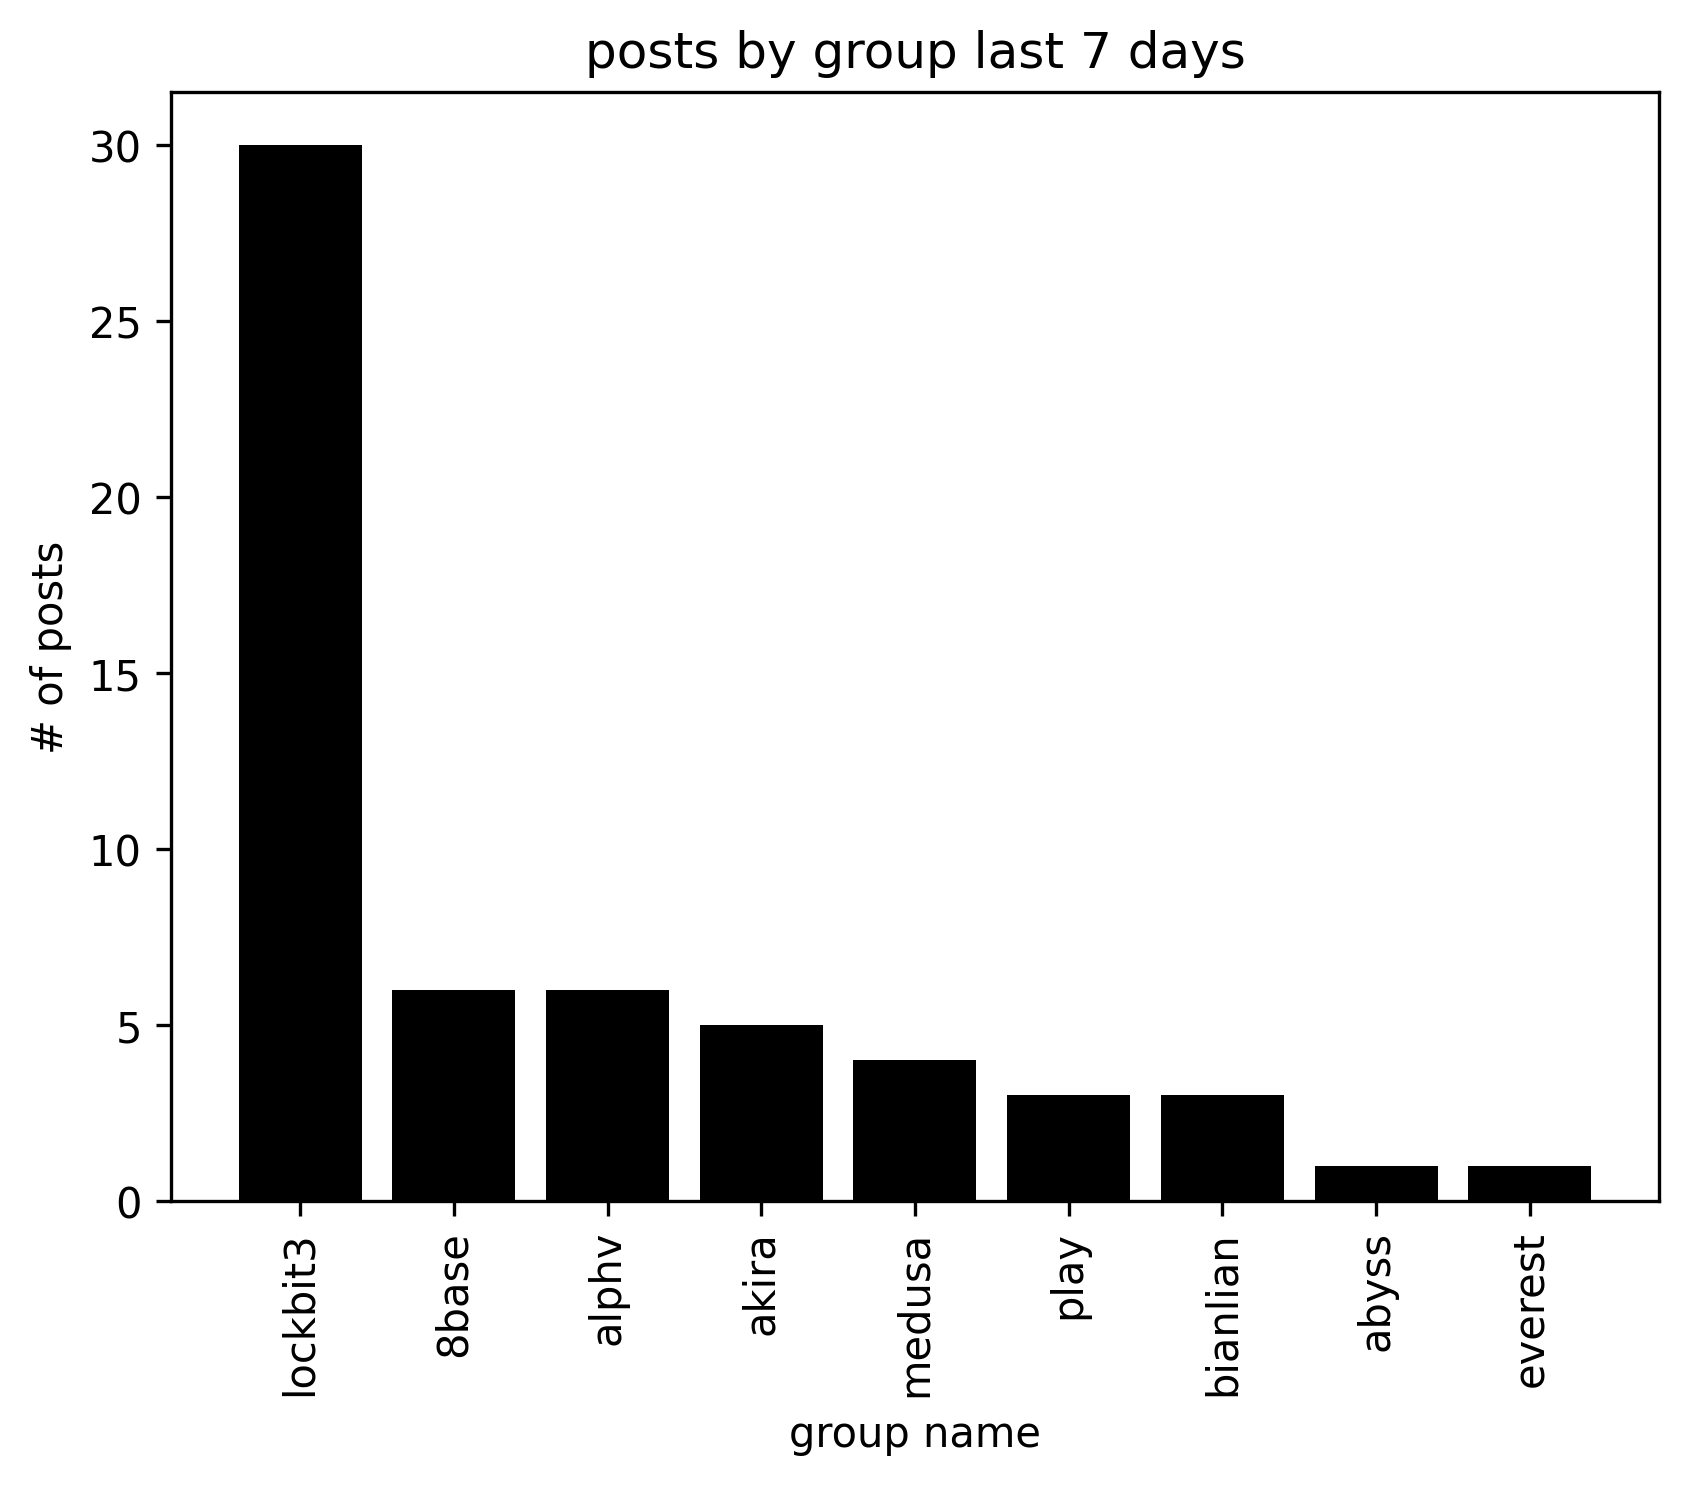 posts by group last 7 days
# of posts
30
25
20
15
10
5
0
lockbit3
8base
alphv
akira
medusa
play
bianlian
abyss
everest
group name